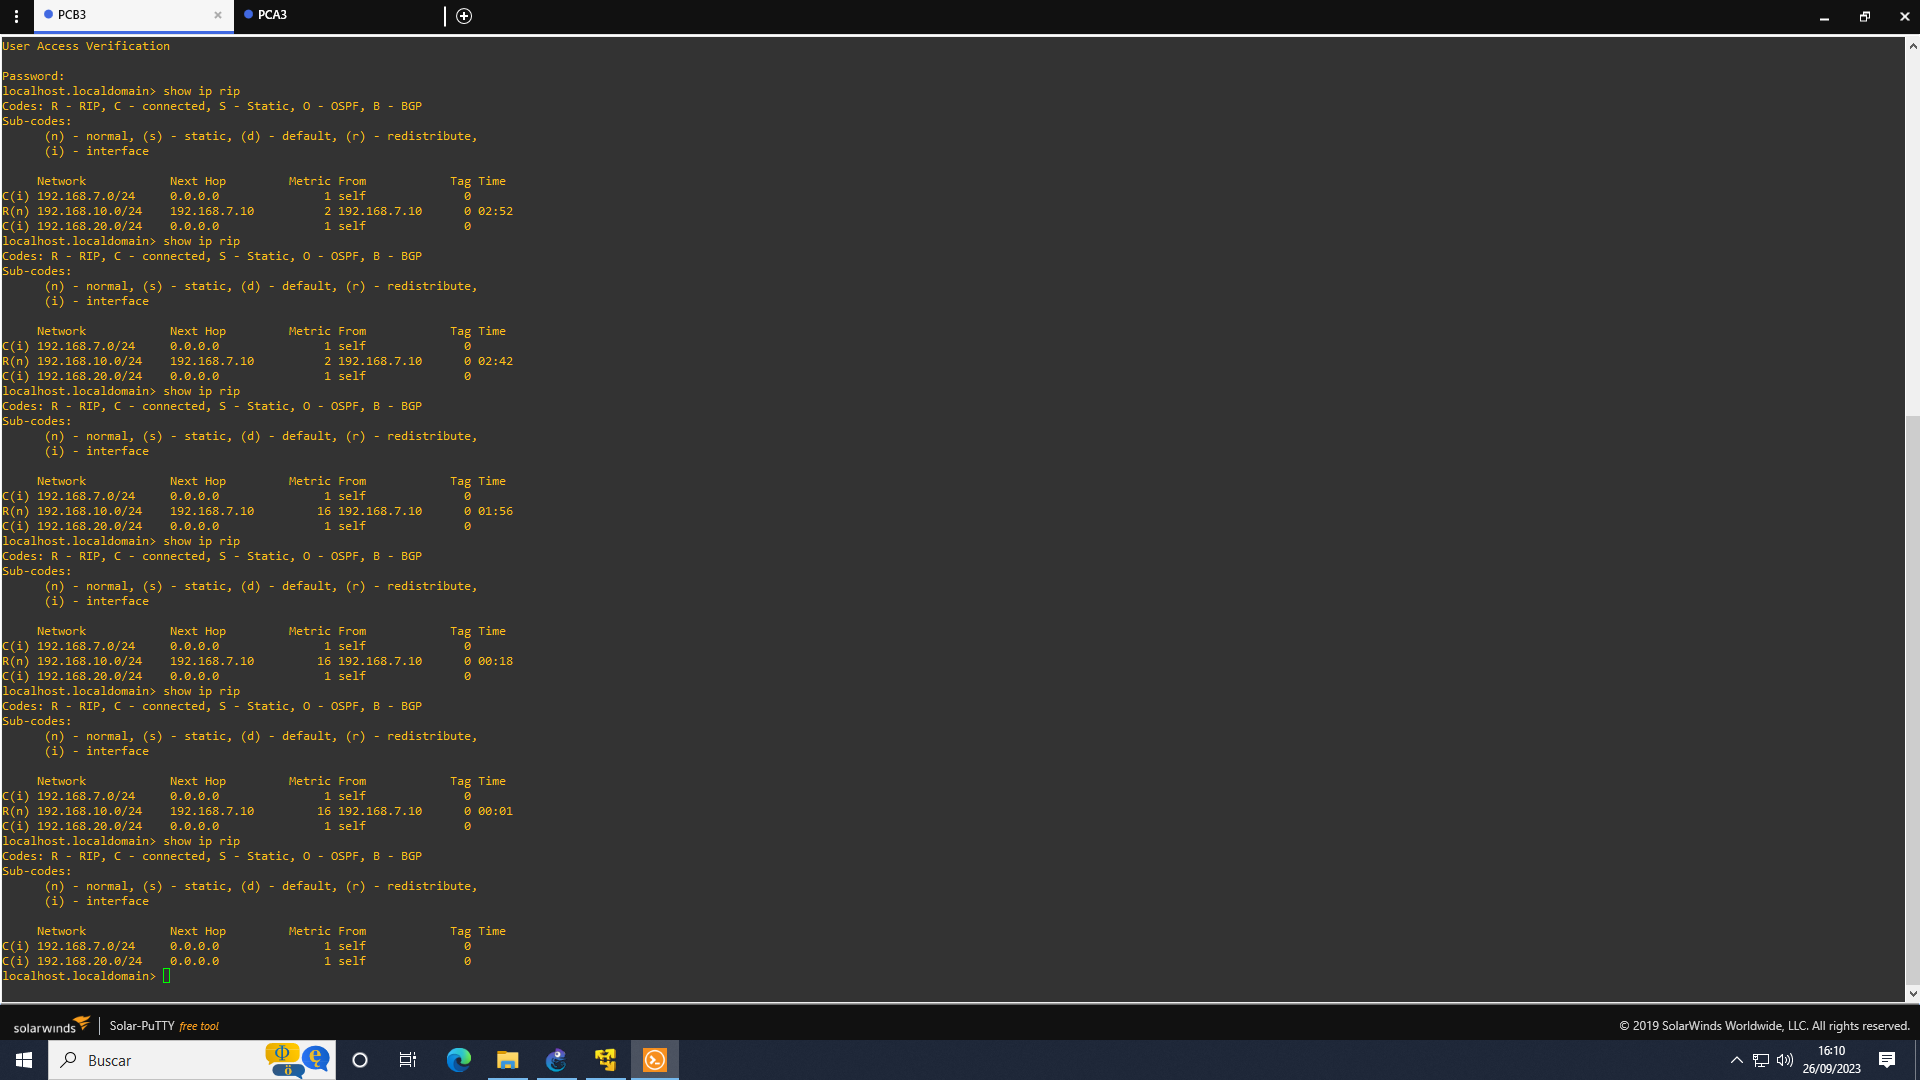 PCB3
PCA3
User Access Verification
Password:
localhost.localdomain> show ip rip
Codes: R - RIP, C - connected, S - Static, O - OSPF, B - BGP
Sub-codes:
(n) - normal, (s) - static, (d) - default, (r) - redistribute,
(i) - interface
Network Next Hop Metric From Tag Time
C(i) 192.168.7.0/24 0.0.0.0 1 self 0
R(n) 192.168.10.0/24 192.168.7.10 2 192.168.7.10 0 02:52
C(i) 192.168.20.0/24 0.0.0.0 1 self 0
localhost.localdomain> show ip rip
Codes: R - RIP, C - connected, S - Static, O - OSPF, B - BGP
Sub-codes:
(n) - normal, (s) - static, (d) - default, (r) - redistribute,
(i) - interface
Network Next Hop Metric From Tag Time
C(i) 192.168.7.0/24 0.0.0.0 1 self 0
R(n) 192.168.10.0/24 192.168.7.10 2 192.168.7.10 0 02:42
C(i) 192.168.20.0/24 0.0.0.0 1 self 0
localhost.localdomain> show ip rip
Codes: R - RIP, C - connected, S - Static, O - OSPF, B - BGP
Sub-codes:
(n) - normal, (s) - static, (d) - default, (r) - redistribute,
(i) - interface
Network Next Hop Metric From Tag Time
C(i) 192.168.7.0/24 0.0.0.0 1 self 0
R(n) 192.168.10.0/24 192.168.7.10 16 192.168.7.10 0 01:56
C(i) 192.168.20.0/24 0.0.0.0 1 self 0
localhost.localdomain> show ip rip
Codes: R - RIP, C - connected, S - Static, O - OSPF, B - BGP
Sub-codes:
(n) - normal, (s) - static, (d) - default, (r) - redistribute,
(i) - interface
Network Next Hop Metric From Tag Time
C(i) 192.168.7.0/24 0.0.0.0 1 self 0
R(n) 192.168.10.0/24 192.168.7.10 16 192.168.7.10 0 00:18
C(i) 192.168.20.0/24 0.0.0.0 1 self 0
localhost.localdomain> show ip rip
Codes: R - RIP, C - connected, S - Static, O - OSPF, B - BGP
Sub-codes:
(n) - normal, (s) - static, (d) - default, (r) - redistribute,
(i) - interface
Network Next Hop Metric From Tag Time
C(i) 192.168.7.0/24 0.0.0.0 1 self 0
R(n) 192.168.10.0/24 192.168.7.10 16 192.168.7.10 0 00:01
C(i) 192.168.20.0/24 0.0.0.0 1 self 0
localhost.localdomain> show ip rip
Codes: R - RIP, C - connected, S - Static, O - OSPF, B - BGP
Sub-codes:
(n) - normal, (s) - static, (d) - default, (r) - redistribute,
(i) - interface
Network Next Hop Metric From Tag Time
C(i) 192.168.7.0/24 0.0.0.0 1 self 0
C(i) 192.168.20.0/24 0.0.0.0 1 self 0
localhost.localdomain>
solarwinds | Solar-PuTTY free tool
© 2019 SolarWinds Worldwide, LLC. All rights reserved.
Buscar
16:10
26/09/2023